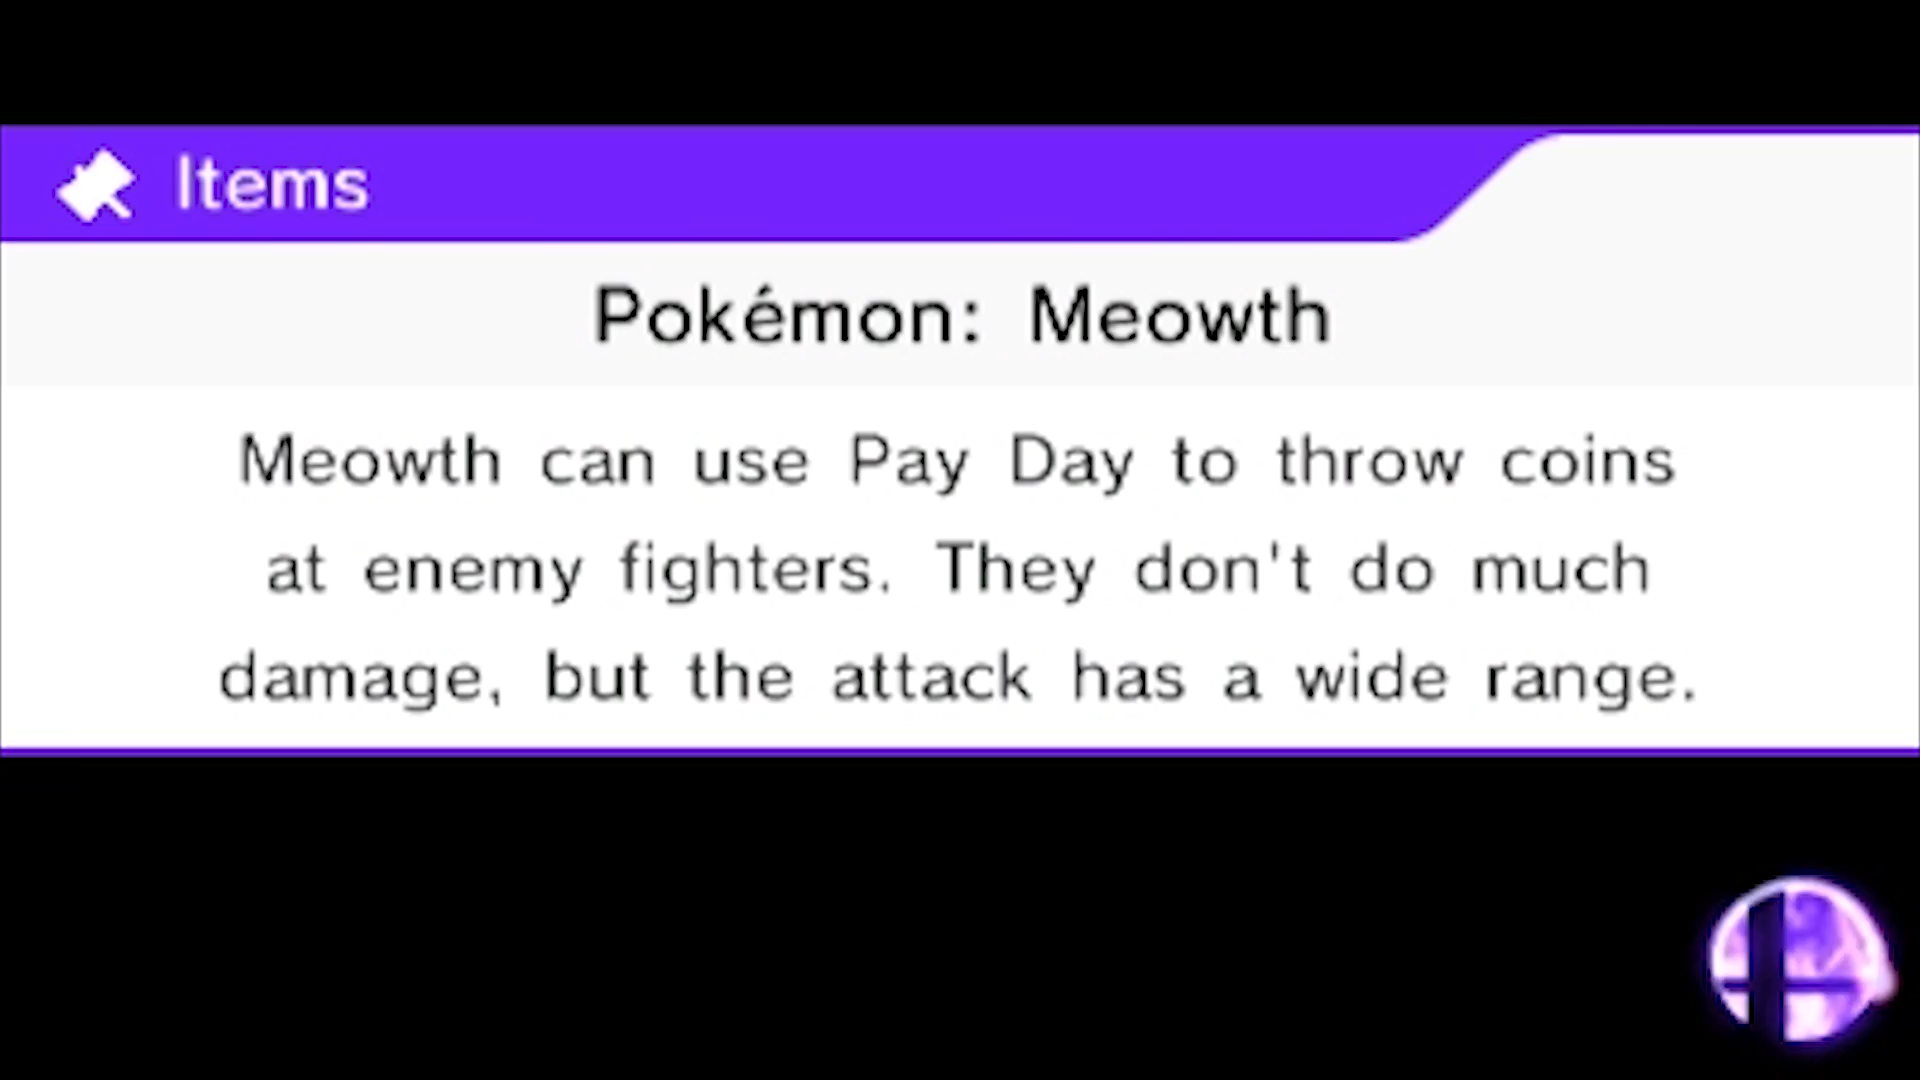 Items
Pokémon: Meowth
Meowth can use Pay Day to throw coins
at enemy fighters. They don't do much
damage, but the attack has a wide range.